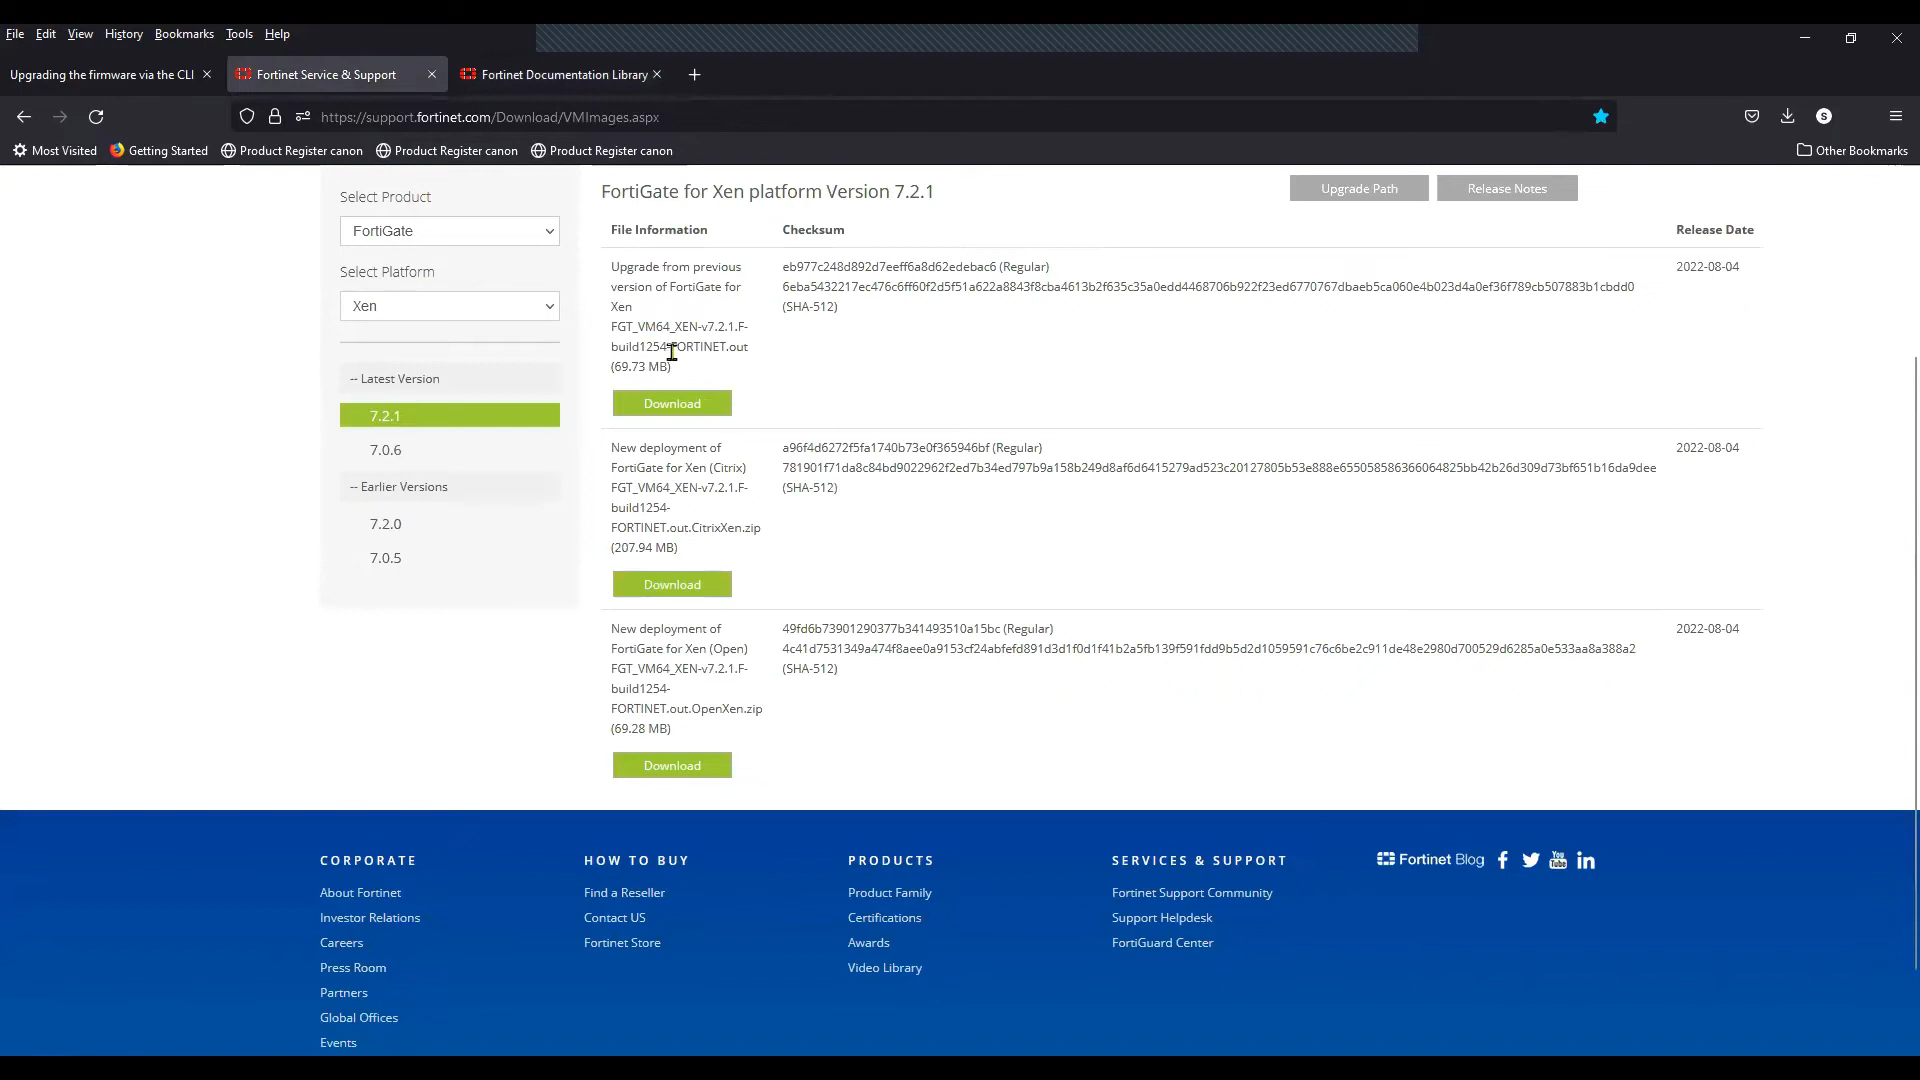 File Edit View History Bookmarks Tools Help
Upgrading the firmware via the CLI
Fortinet Service & Support
Fortinet Documentation Library
https://support.fortinet.com/Download/VMImages.aspx
S
Most Visited
Getting Started
Product Register canon
Product Register canon
Product Register canon
Other Bookmarks
Select Product
FortiGate
Select Platform
Xen
-- Latest Version
7.2.1
7.0.6
-- Earlier Versions
7.2.0
7.0.5
FortiGate for Xen platform Version 7.2.1
Upgrade Path
Release Notes
File Information
Checksum
Release Date
Upgrade from previous
version of FortiGate for
Xen
FGT_VM64_XEN-v7.2.1.F-
build1254-FORTINET.out
(69.73 MB)
eb977c248d892d7eeff6a8d62edebac6 (Regular)
6eba5432217ec476c6ff60f2d5f51a622a8843f8cba4613b2f635c35a0edd4468706b922f23ed6770767dbaeb5ca060e4b023d4a0ef36f789cb507883b1cbdd0
(SHA-512)
2022-08-04
Download
New deployment of
FortiGate for Xen (Citrix)
FGT_VM64_XEN-v7.2.1.F-
build1254-
FORTINET.out.CitrixXen.zip
(207.94 MB)
a96f4d6272f5fa1740b73e0f365946bf (Regular)
781901f71da8c84bd9022962f2ed7b34ed797b9a158b249d8af6d6415279ad523c20127805b53e888e655058586366064825bb42b26d309d73bf651b16da9dee
(SHA-512)
2022-08-04
Download
New deployment of
FortiGate for Xen (Open)
FGT_VM64_XEN-v7.2.1.F-
build1254-
FORTINET.out.OpenXen.zip
(69.28 MB)
49fd6b73901290377b341493510a15bc (Regular)
4c41d7531349a474f8aee0a9153cf24abfefd891d3d1f0d1f41b2a5fb139f591fdd9b5d2d1059591c76c6be2c911de48e2980d700529d6285a0e533aa8a388a2
(SHA-512)
2022-08-04
Download
CORPORATE
About Fortinet
Investor Relations
Careers
Press Room
Partners
Global Offices
Events
HOW TO BUY
Find a Reseller
Contact US
Fortinet Store
PRODUCTS
Product Family
Certifications
Awards
Video Library
SERVICES & SUPPORT
Fortinet Support Community
Support Helpdesk
FortiGuard Center
Fortinet Blog
You Tube